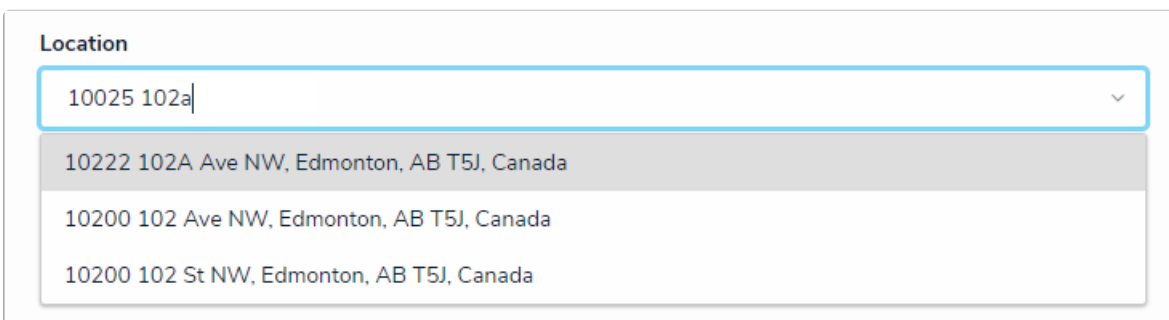 Location
10025 102a
10222 102A Ave NW, Edmonton, AB T5J, Canada
10200 102 Ave NW, Edmonton, AB T5J, Canada
10200 102 St NW, Edmonton, AB T5J, Canada